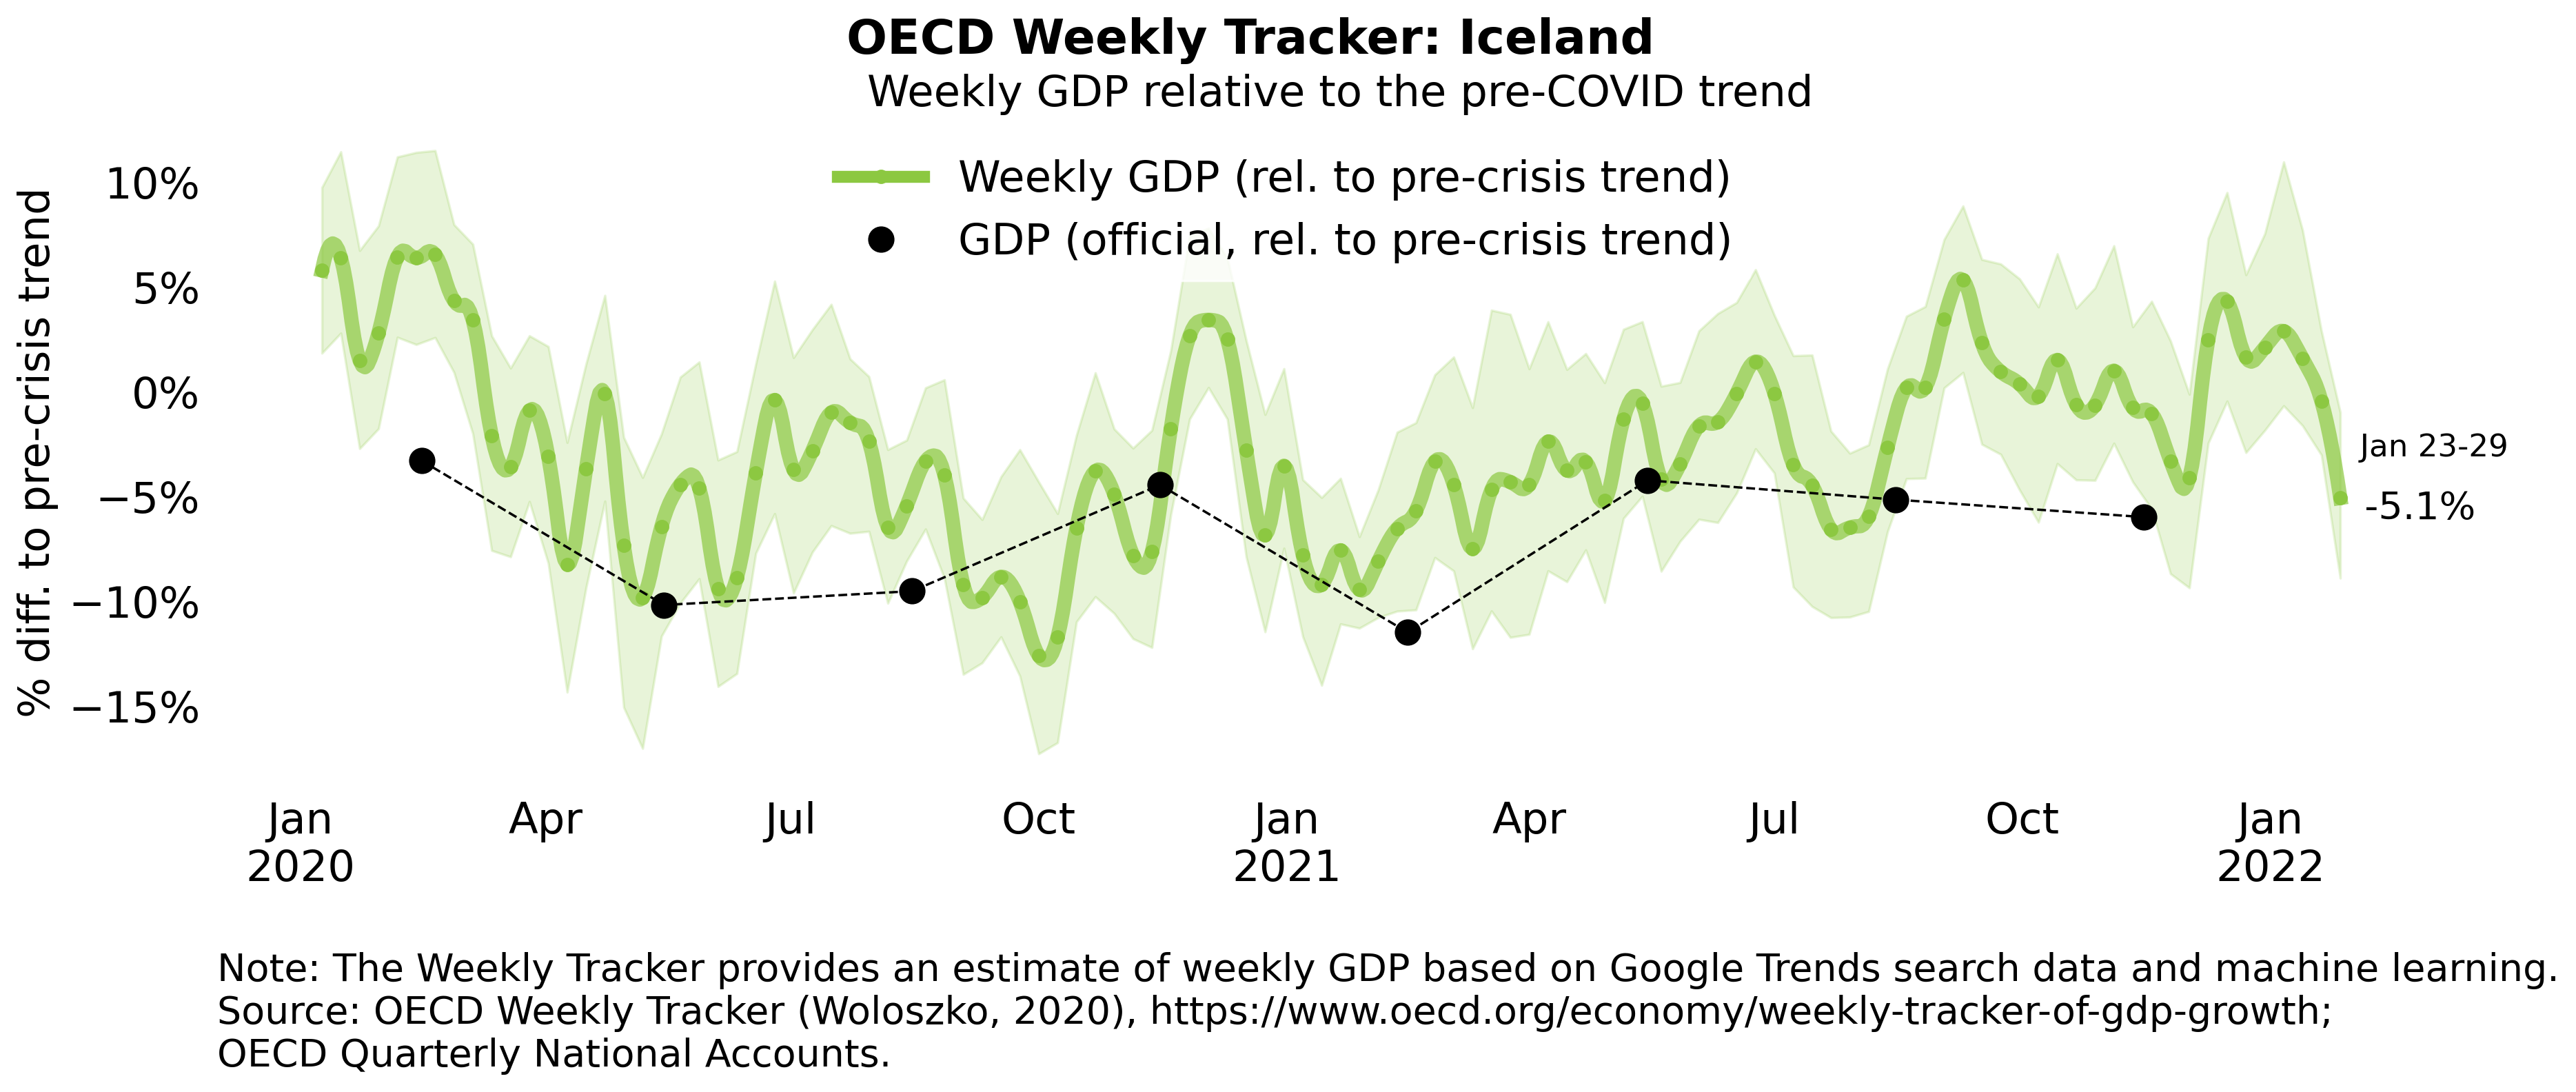 OECD Weekly Tracker: Iceland
Weekly GDP relative to the pre-COVID trend
Weekly GDP (rel. to pre-crisis trend)
GDP (official, rel. to pre-crisis trend)
% diff. to pre-crisis trend
10%
5%
0%
−5%
−10%
−15%
Jan 23-29
-5.1%
Jan Apr Jul Oct Jan Apr Jul Oct Jan
2020 2021 2022
Note: The Weekly Tracker provides an estimate of weekly GDP based on Google Trends search data and machine learning.
Source: OECD Weekly Tracker (Woloszko, 2020), https://www.oecd.org/economy/weekly-tracker-of-gdp-growth;
OECD Quarterly National Accounts.